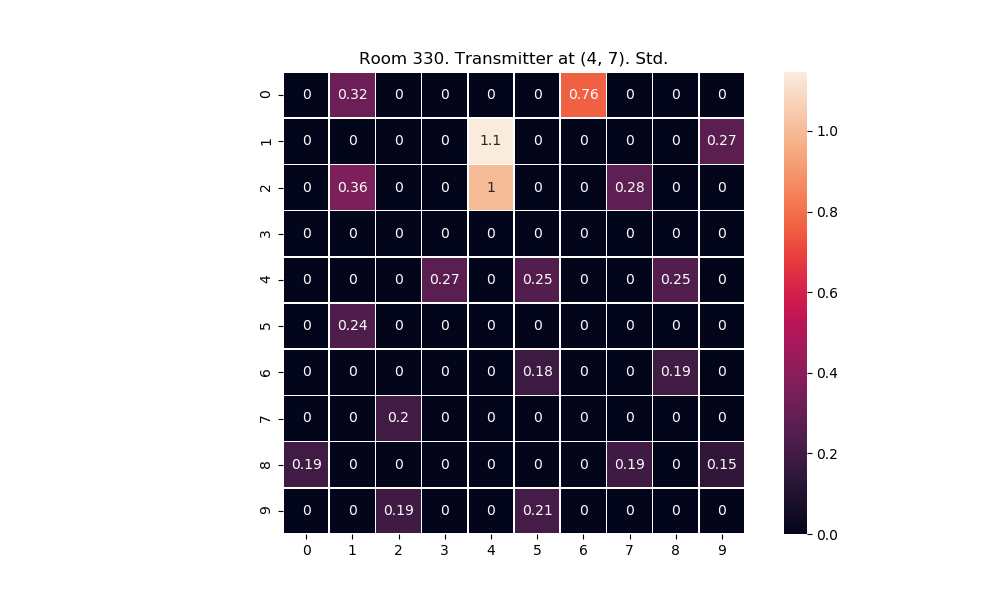 Room 330. Transmitter at (4, 7). Std.
0 0 0.32 0 0 0 0 0.76 0 0 0
1 0 0 0 0 1.1 0 0 0 0 0.27
2 0 0.36 0 0 1 0 0 0.28 0 0
3 0 0 0 0 0 0 0 0 0 0
4 0 0 0 0.27 0 0.25 0 0 0.25 0
5 0 0.24 0 0 0 0 0 0 0 0
6 0 0 0 0 0 0.18 0 0 0.19 0
7 0 0 0.2 0 0 0 0 0 0 0
8 0.19 0 0 0 0 0 0 0.19 0 0.15
9 0 0 0.19 0 0 0.21 0 0 0 0
0 1 2 3 4 5 6 7 8 9
1.0
0.8
0.6
0.4
0.2
0.0